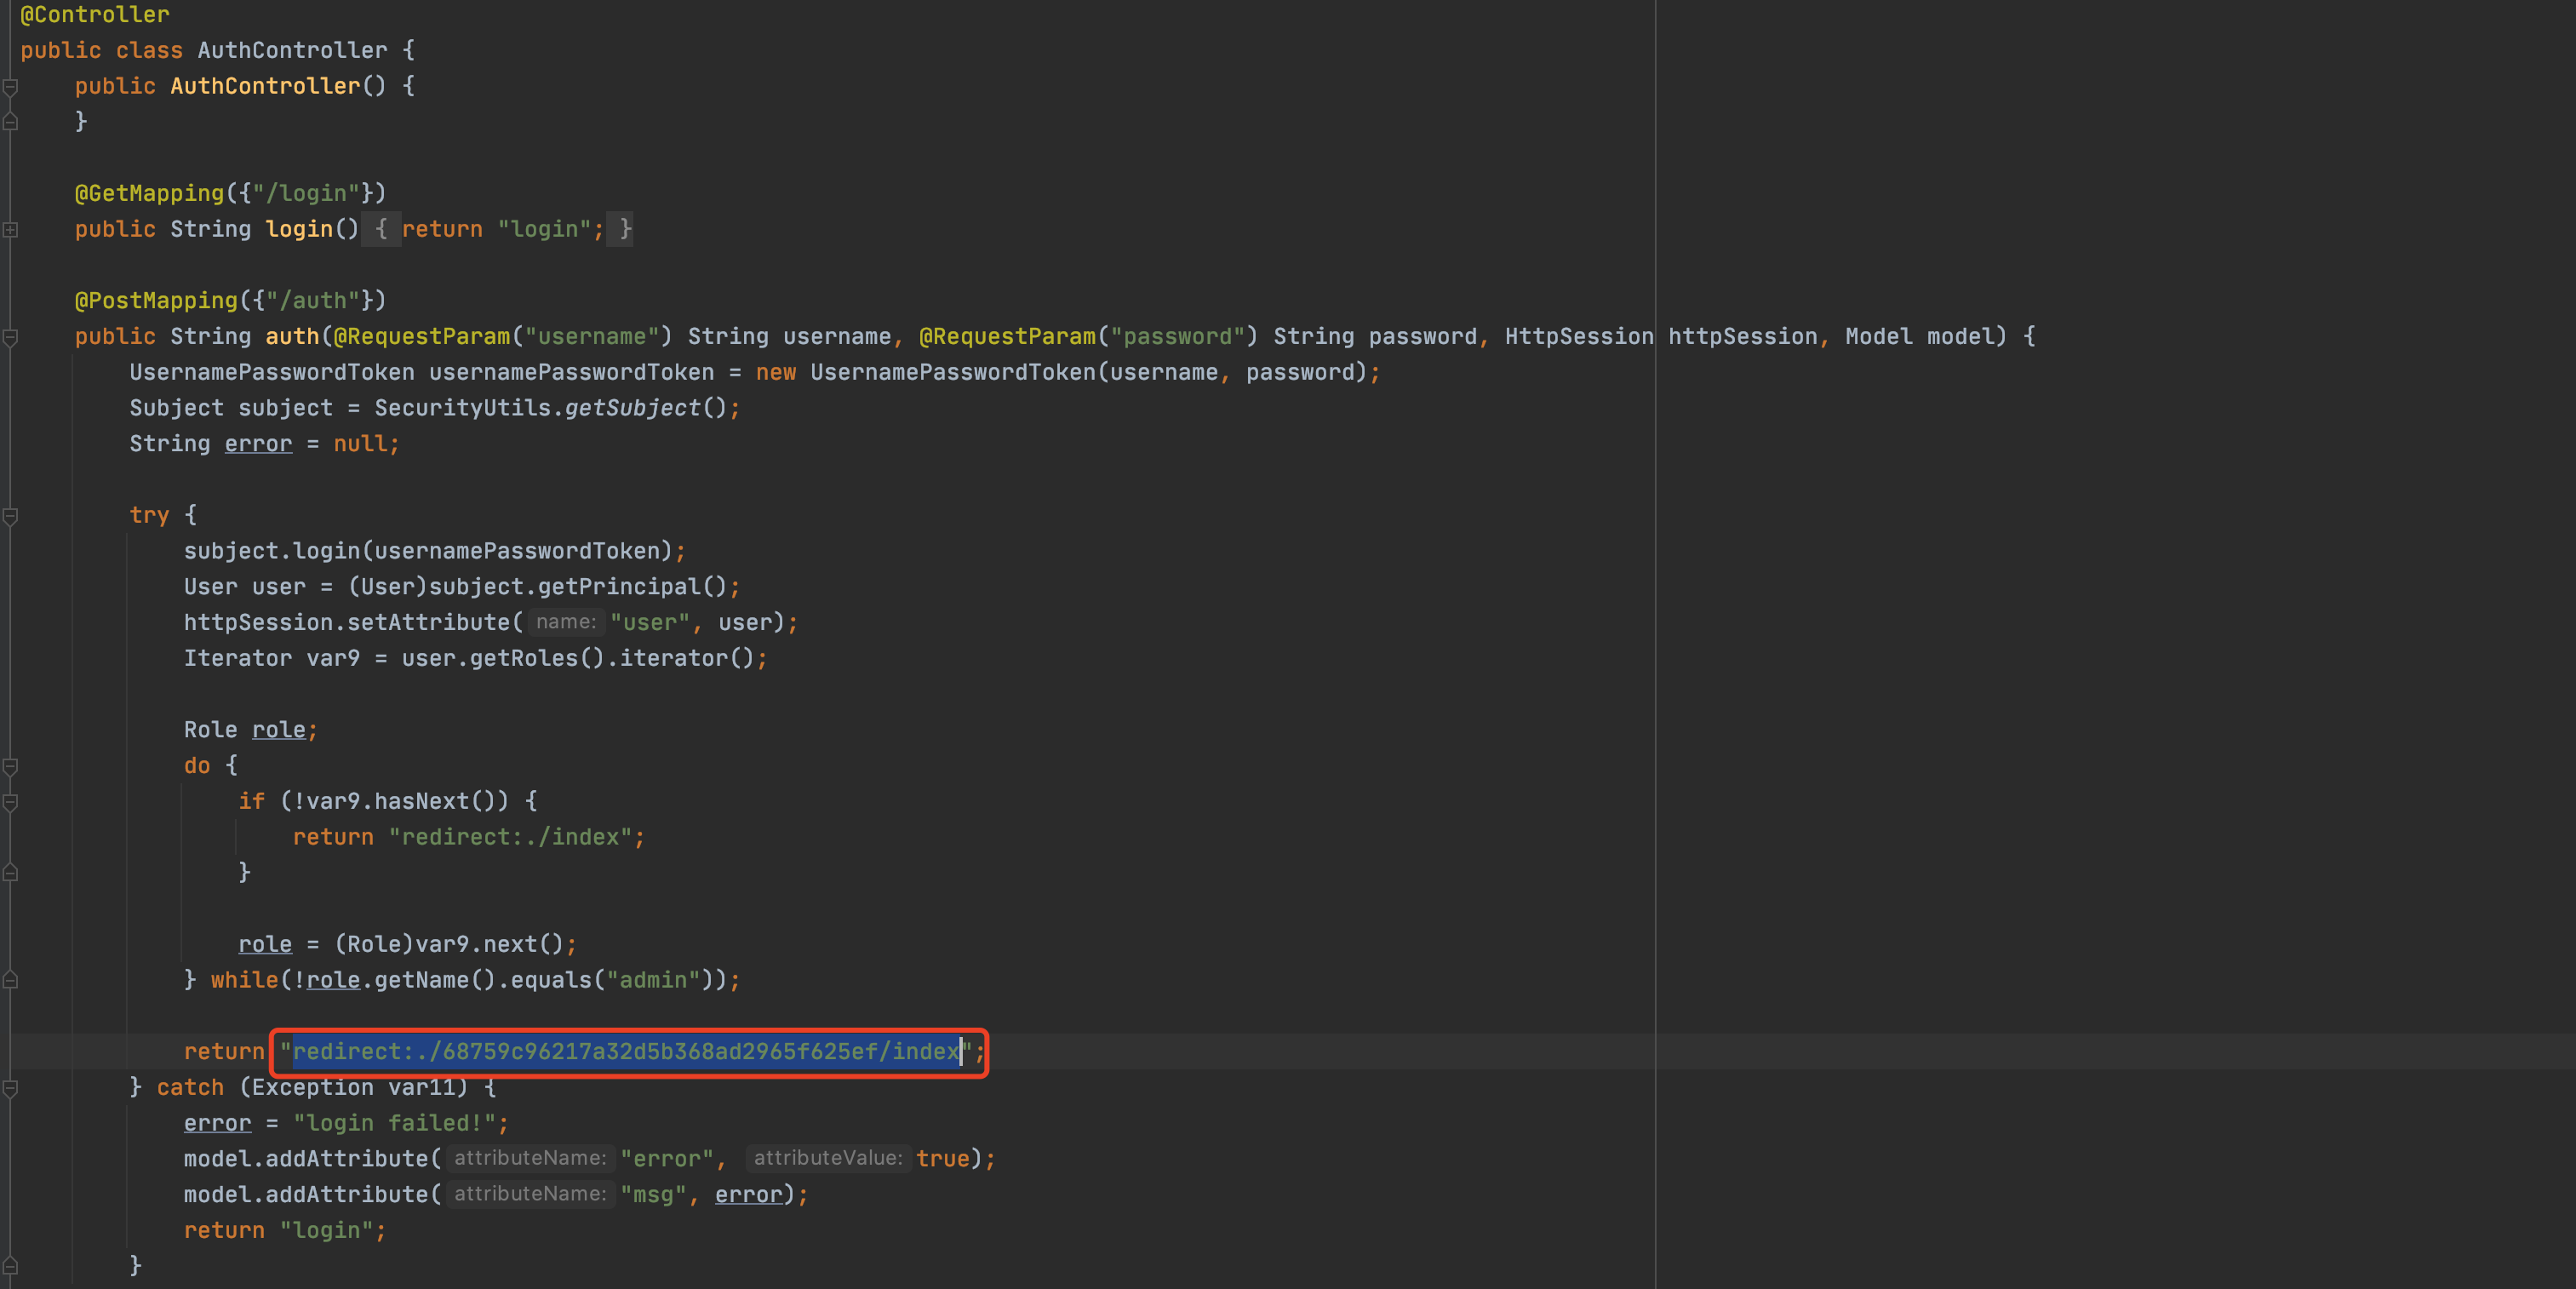 @Controller
public class AuthController {
    public AuthController() {
    }

    @GetMapping({"/login"})
    public String login() { return "login"; }

    @PostMapping({"/auth"})
    public String auth(@RequestParam("username") String username, @RequestParam("password") String password, HttpSession httpSession, Model model) {
        UsernamePasswordToken usernamePasswordToken = new UsernamePasswordToken(username, password);
        Subject subject = SecurityUtils.getSubject();
        String error = null;

        try {
            subject.login(usernamePasswordToken);
            User user = (User)subject.getPrincipal();
            httpSession.setAttribute( name: "user", user);
            Iterator var9 = user.getRoles().iterator();

            Role role;
            do {
                if (!var9.hasNext()) {
                    return "redirect:./index";
                }

                role = (Role)var9.next();
            } while(!role.getName().equals("admin"));

            return "redirect:./68759c96217a32d5b368ad2965f625ef/index";
        } catch (Exception var11) {
            error = "login failed!";
            model.addAttribute( attributeName: "error", attributeValue: true);
            model.addAttribute( attributeName: "msg", error);
            return "login";
        }